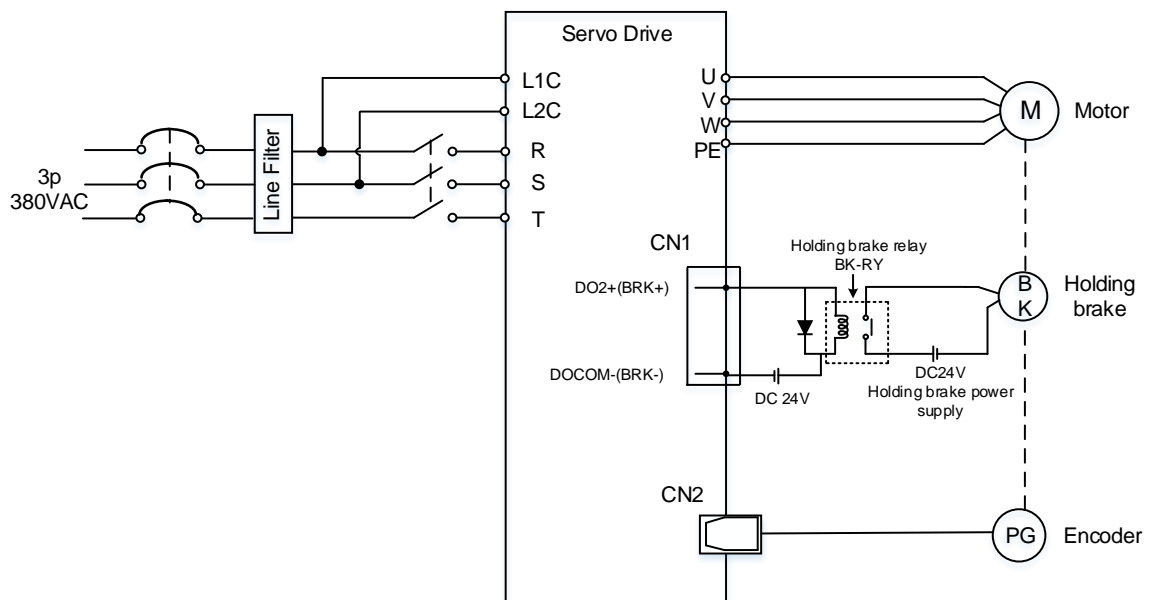 Servo Drive
L1C
L2C
R
S
T
3p
380VAC
Line Filter
U
V
W
PE
M
Motor
CN1
DO2+(BRK+)
DOCOM-(BRK-)
DC 24V
Holding brake relay
BK-RY
DC24V
Holding brake power
supply
B
K
Holding
brake
CN2
PG
Encoder